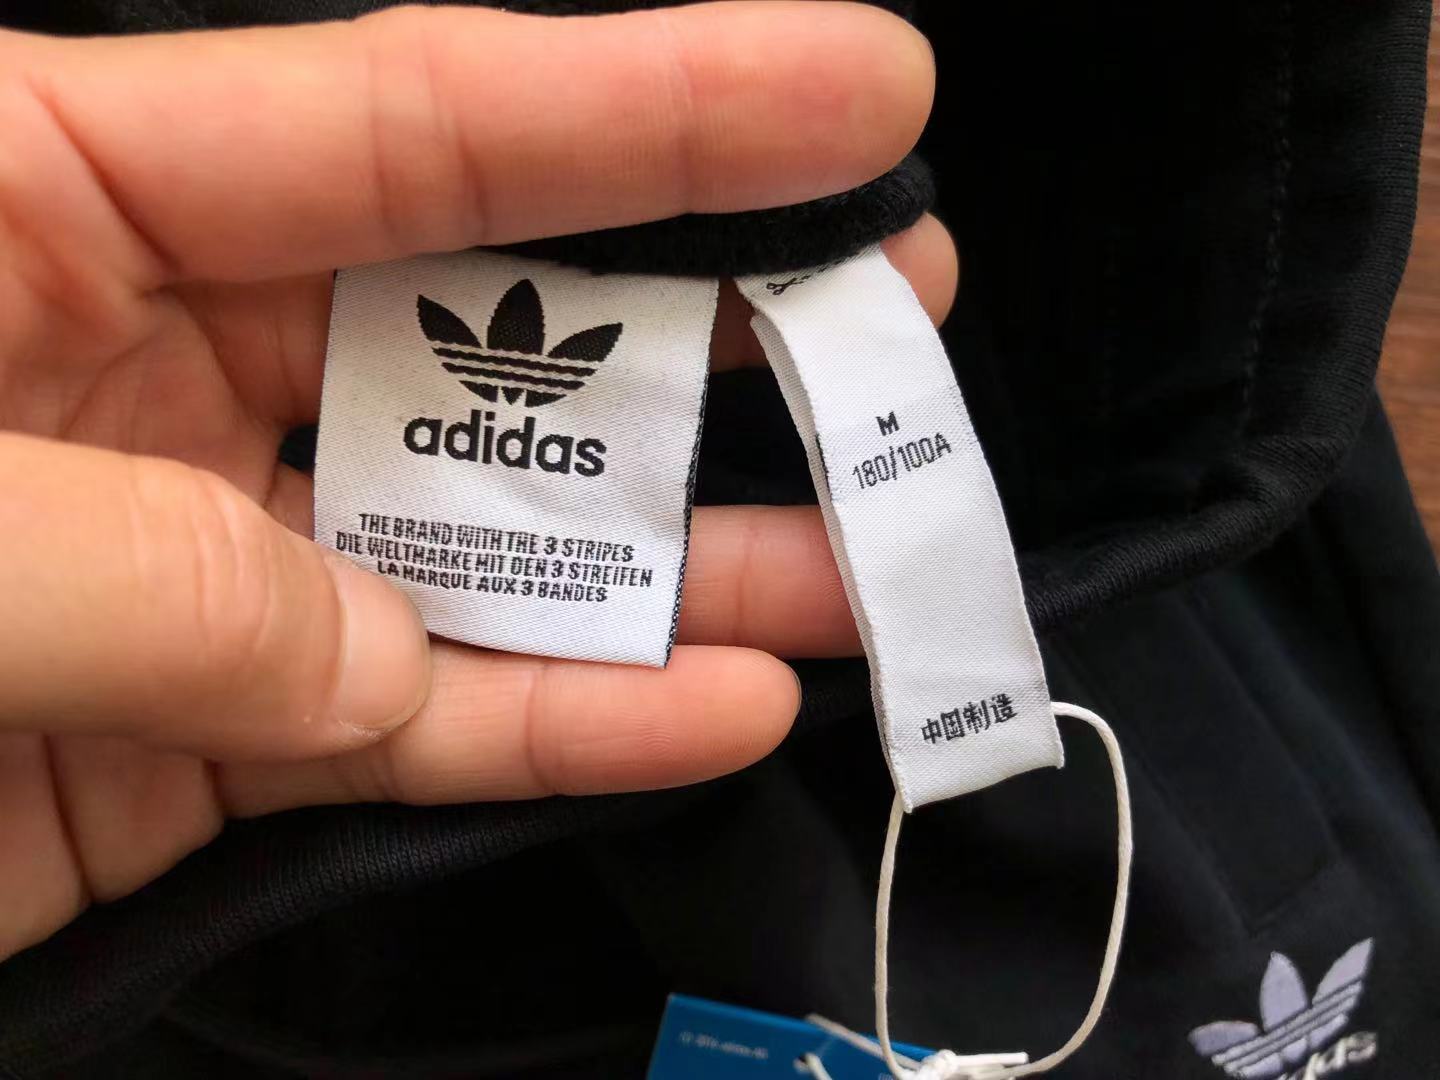 adidas
THE BRAND WITH THE 3 STRIPES
DIE WELTMARKE MIT DEN 3 STREIFEN
LA MARQUE AUX 3 BANDES
M
180/100A
中国制造